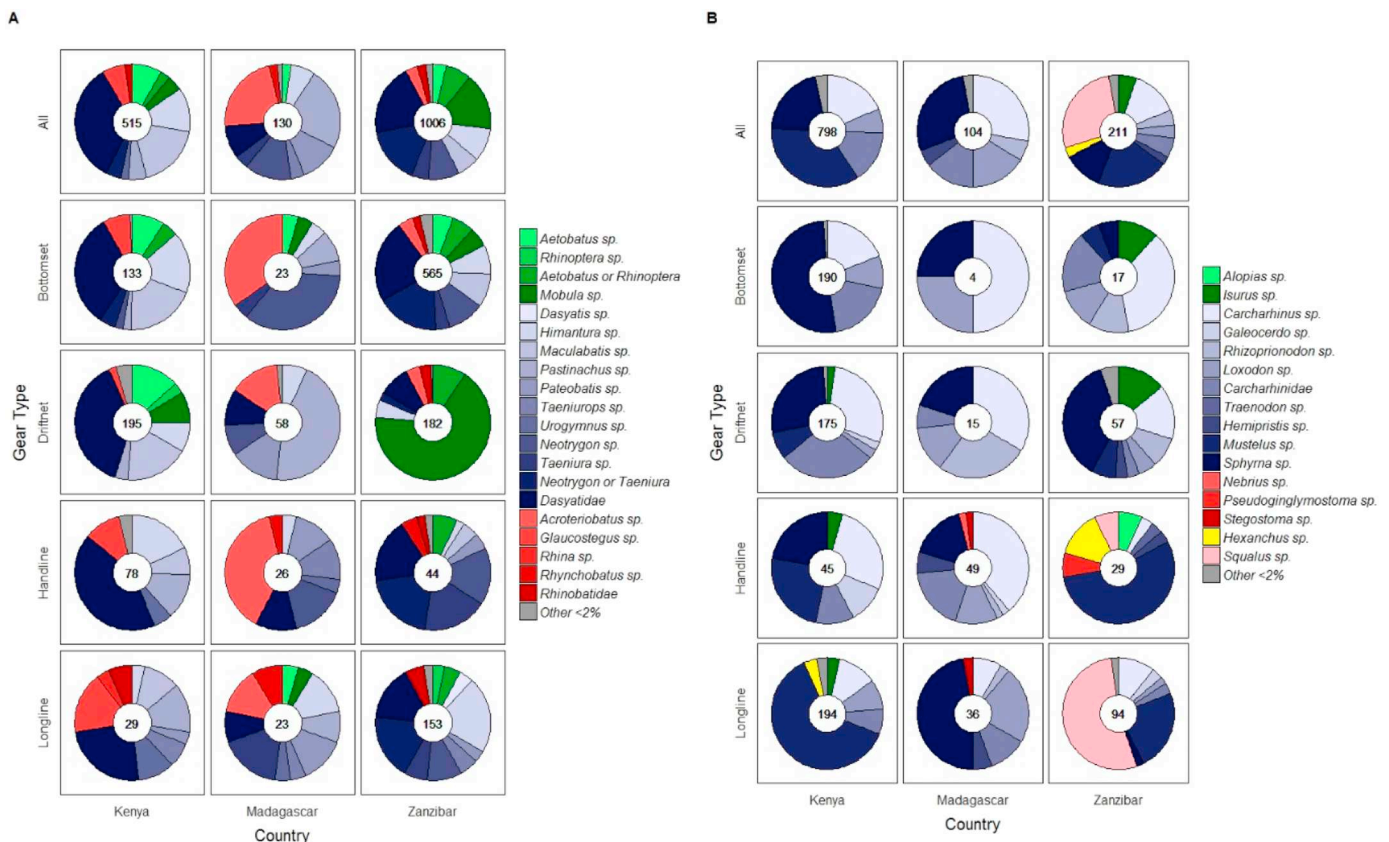 A
B
All
515
130
1006
Bottomset
133
23
565
Driftnet
195
58
182
Handline
78
26
44
Longline
29
23
153
Gear Type
Kenya
Madagascar
Zanzibar
Country
Aetobatus sp.
Rhinoptera sp.
Aetobatus or Rhinoptera
Mobula sp.
Dasyatis sp.
Himantura sp.
Maculabatis sp.
Pastinachus sp.
Pateobatis sp.
Taeniurops sp.
Urogymnus sp.
Neotrygon sp.
Taeniura sp.
Neotrygon or Taeniura
Dasyatidae
Acroteriobatus sp.
Glaucostegus sp.
Rhina sp.
Rhynchobatus sp.
Rhinobatidae
Other <2%
All
798
104
211
Bottomset
190
4
17
Driftnet
175
15
57
Handline
45
49
29
Longline
194
36
94
Gear Type
Kenya
Madagascar
Zanzibar
Country
Alopias sp.
Isurus sp.
Carcharhinus sp.
Galeocerdo sp.
Rhizoprionodon sp.
Loxodon sp.
Carcharhinidae
Traenodon sp.
Hemipristis sp.
Mustelus sp.
Sphyrna sp.
Nebrius sp.
Pseudoginglymostoma sp.
Stegostoma sp.
Hexanchus sp.
Squalus sp.
Other <2%